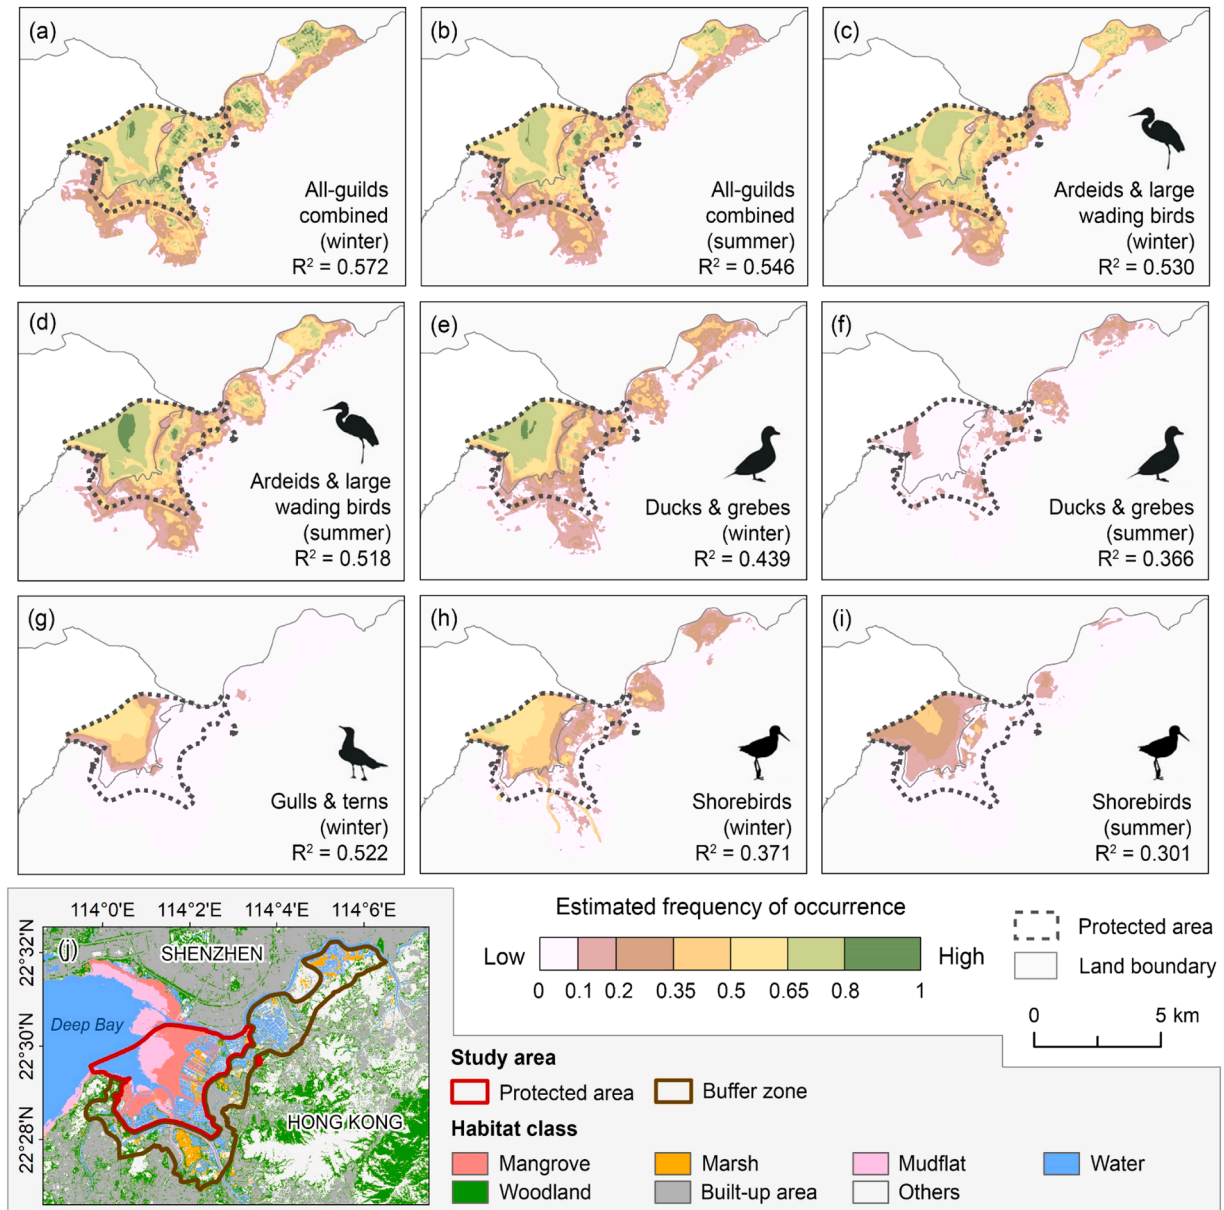 (a)
All-guilds
combined
(winter)
R² = 0.572
(b)
All-guilds
combined
(summer)
R² = 0.546
(c)
Ardeids & large
wading birds
(winter)
R² = 0.530
(d)
Ardeids & large
wading birds
(summer)
R² = 0.518
(e)
Ducks & grebes
(winter)
R² = 0.439
(f)
Ducks & grebes
(summer)
R² = 0.366
(g)
Gulls & terns
(winter)
R² = 0.522
(h)
Shorebirds
(winter)
R² = 0.371
(i)
Shorebirds
(summer)
R² = 0.301
114°0'E 114°2'E 114°4'E 114°6'E
22°32'N
22°30'N
22°28'N
(j)
SHENZHEN
Deep Bay
HONG KONG
Estimated frequency of occurrence
Low High
0 0.1 0.2 0.35 0.5 0.65 0.8 1
Protected area
Land boundary
0 5 km
Study area
Protected area Buffer zone
Habitat class
Mangrove Marsh Mudflat Water
Woodland Built-up area Others